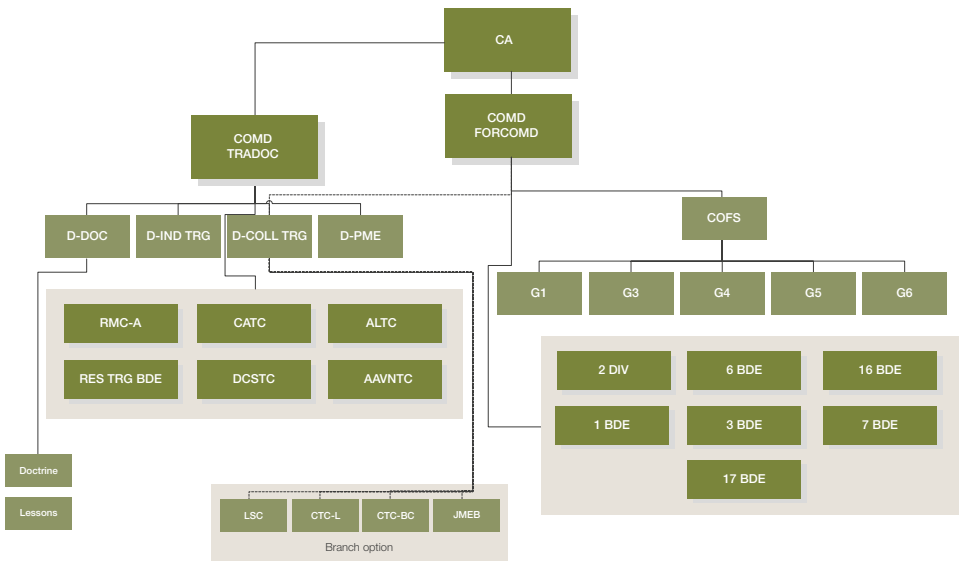 CA
COMD
FORCOMD
COMD
TRADOC
D-DOC
D-IND TRG
D-COLL TRG
D-PME
COFS
G1
G3
G4
G5
G6
RMC-A
CATC
ALTC
RES TRG BDE
DCSTC
AAVNTC
2 DIV
6 BDE
16 BDE
1 BDE
3 BDE
7 BDE
17 BDE
Doctrine
Lessons
LSC
CTC-L
CTC-BC
JMEB
Branch option